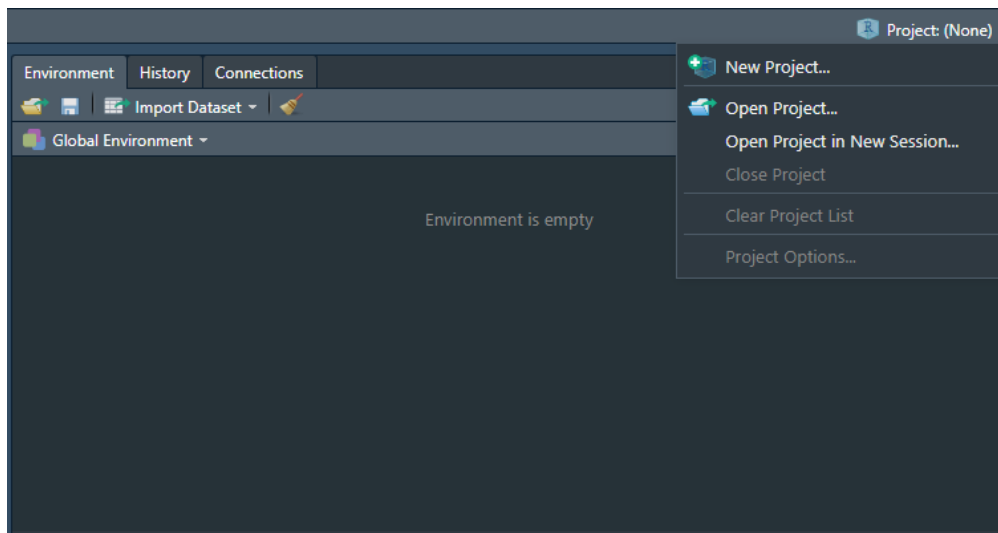 Project: (None)
Environment History Connections
Import Dataset
Global Environment
Environment is empty
New Project...
Open Project...
Open Project in New Session...
Close Project
Clear Project List
Project Options...